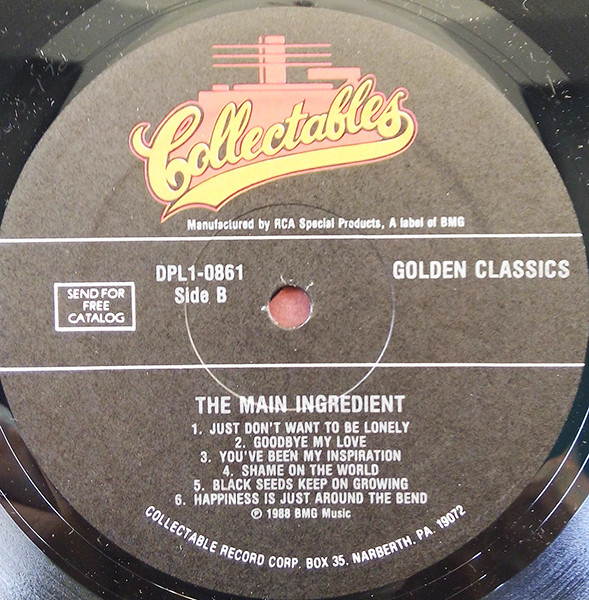 Collectables
Manufactured by RCA Special Products, A label of BMG
DPL1-0861
Side B
GOLDEN CLASSICS
SEND FOR
FREE
CATALOG
THE MAIN INGREDIENT
1. JUST DON'T WANT TO BE LONELY
2. GOODBYE MY LOVE
3. YOU'VE BEEN MY INSPIRATION
4. SHAME ON THE WORLD
5. BLACK SEEDS KEEP ON GROWING
6. HAPPINESS IS JUST AROUND THE BEND
℗ 1988 BMG Music
COLLECTABLE RECORD CORP. BOX 35. NARBERTH, PA. 19072